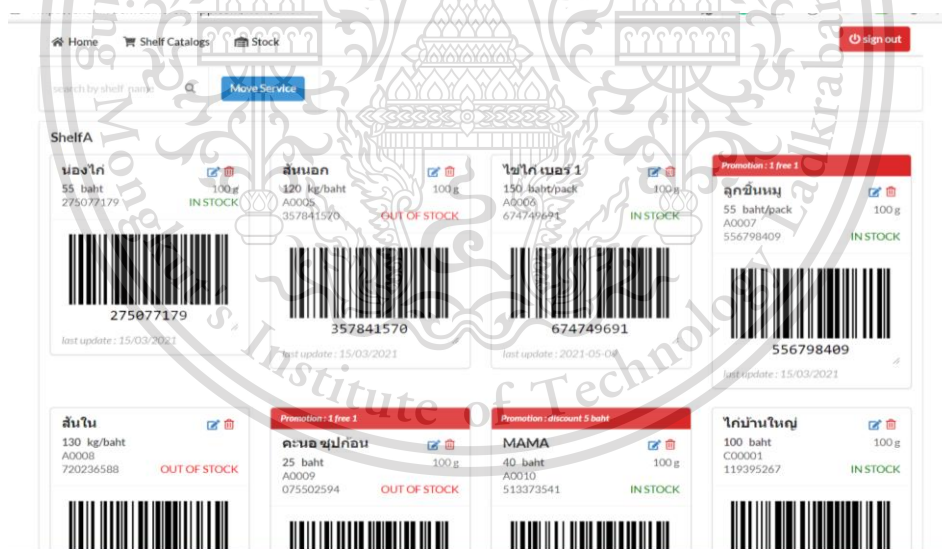 Home Shelf Catalogs Stock sign out
search by shelf name Move Service
ShelfA
น่องไก่
55 baht 100 g
275077179 IN STOCK
275077179
last update : 15/03/2021
สันนอก
120 kg/baht 100 g
A0005
357841570 OUT OF STOCK
357841570
last update : 15/03/2021
ไข่ไก่ เบอร์ 1
150 baht/pack 100 g
A0006
674749691 IN STOCK
674749691
last update : 2021-05-08
Promotion : 1 free 1
ลูกชิ้นหมู
55 baht/pack 100 g
A0007
556798409 IN STOCK
556798409
last update : 15/03/2021
สันใน
130 kg/baht 100 g
A0008
720236588 OUT OF STOCK
Promotion : 1 free 1
คะนอ ซุปก้อน
25 baht 100 g
A0009
075502594 OUT OF STOCK
Promotion : discount 5 baht
MAMA
40 baht 100 g
A0010
513373541 IN STOCK
ไก่บ้านใหญ่
100 baht 100 g
C00001
119395267 IN STOCK
Mongkut's Institute of Technology Ladkrabang